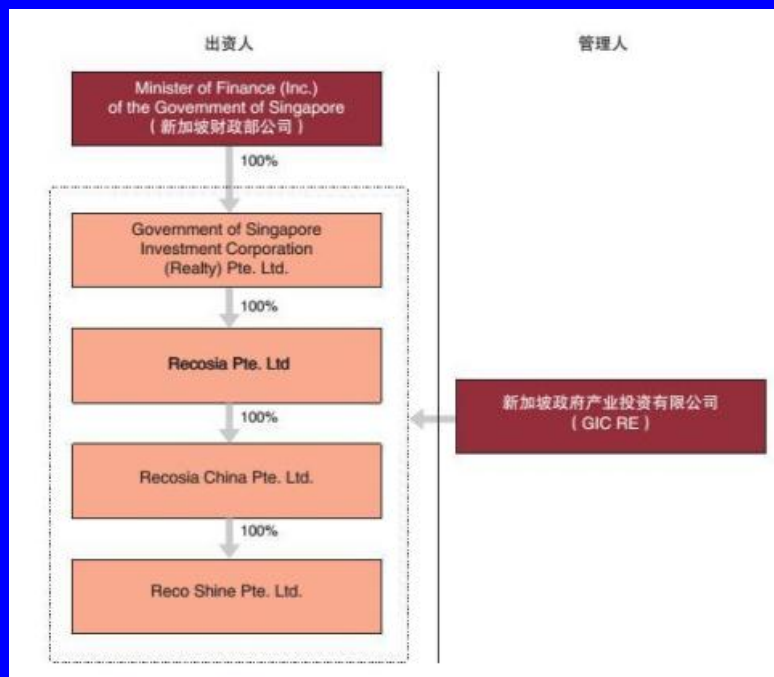 出资人
管理人
Minister of Finance (Inc.)
of the Government of Singapore
（新加坡财政部公司）
100%
Government of Singapore
Investment Corporation
(Realty) Pte. Ltd.
100%
Recosia Pte. Ltd
100%
新加坡政府产业投资有限公司
（GIC RE）
Recosia China Pte. Ltd.
100%
Reco Shine Pte. Ltd.